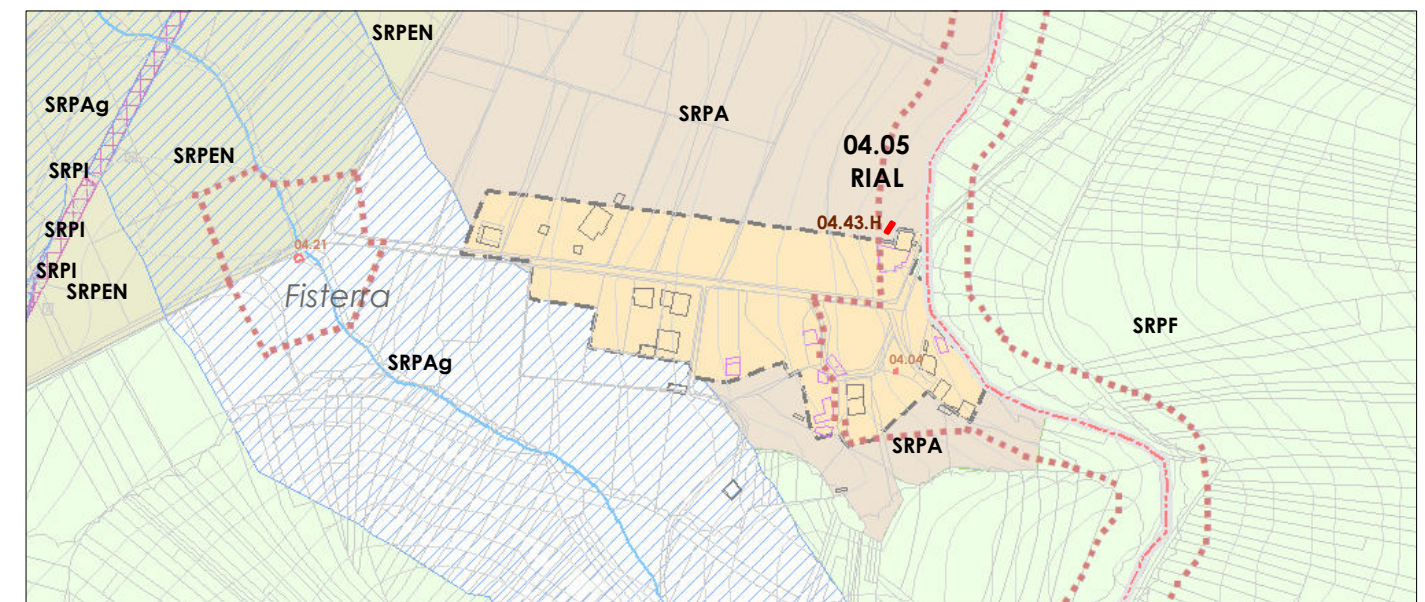 SRPEN
SRPAg
SRPA
04.05
RIAL
SRPEN
SRPI
04.43.H
SRPI
04.21
SRPI
SRPEN
Fisterra
SRPF
SRPAg
04.04
SRPA